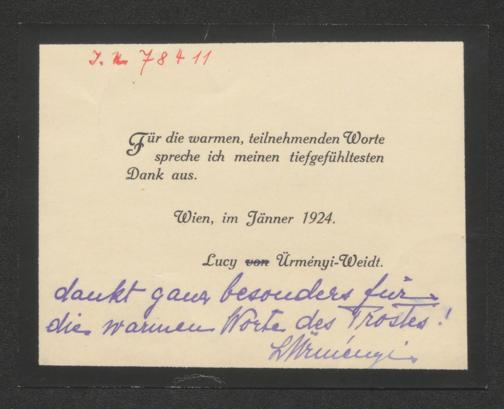 J. N. 78411
Für die warmen, teilnehmenden Worte
spreche ich meinen tiefgefühltesten
Dank aus.
Wien, im Jänner 1924.
Lucy von Ürményi-Weidt.
dankt ganz besonders für
die warmen Worte des Trostes!
LÜrményi